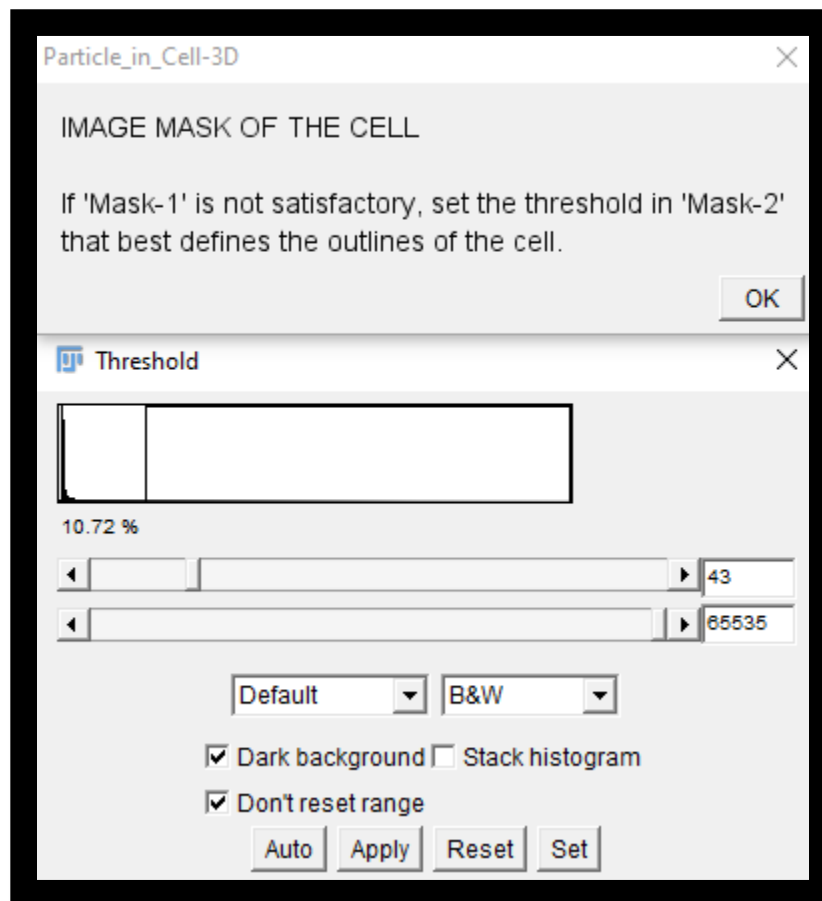 Particle_in_Cell-3D
IMAGE MASK OF THE CELL
If 'Mask-1' is not satisfactory, set the threshold in 'Mask-2'
that best defines the outlines of the cell.
OK
Threshold
10.72 %
43
65535
Default B&W
Dark background Stack histogram
Don't reset range
Auto Apply Reset Set